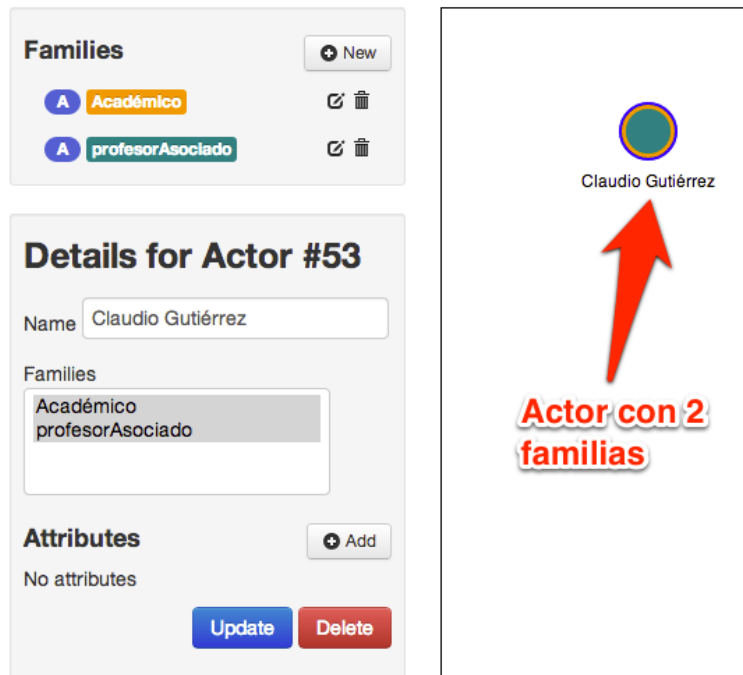 Families
New
A Académico
A profesorAsociado
Details for Actor #53
Name Claudio Gutiérrez
Families
Académico
profesorAsociado
Attributes
Add
No attributes
Update Delete
Claudio Gutiérrez
Actor con 2
familias